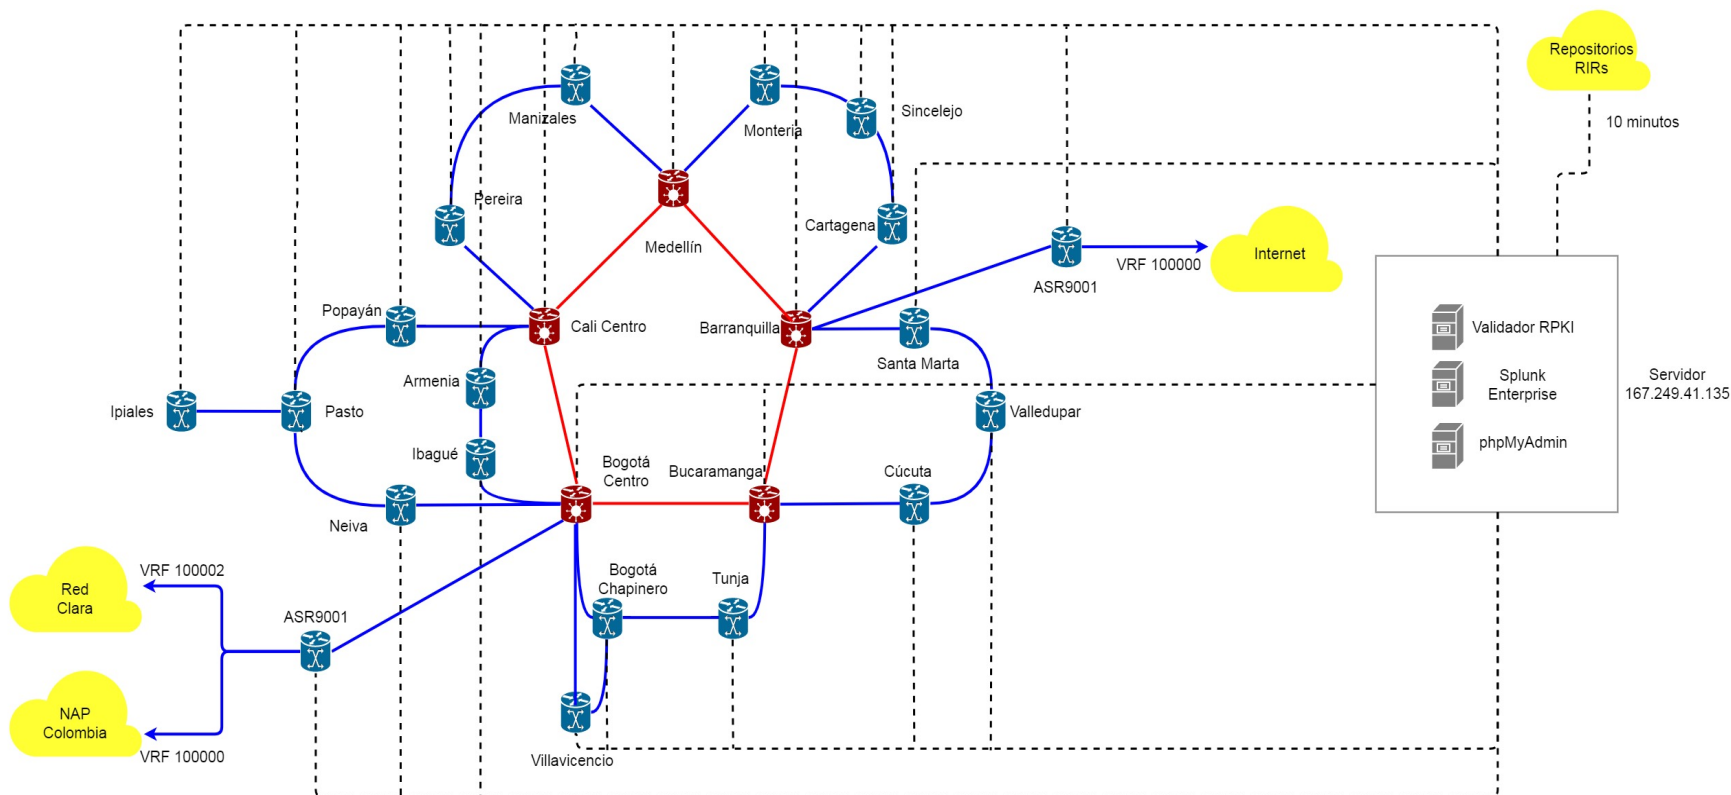 Repositorios
RIRs
10 minutos
Manizales
Monteria
Sincelejo
Pereira
Cartagena
Medellín
ASR9001
VRF 100000
Internet
Popayán
Cali Centro
Barranquilla
Santa Marta
Armenia
Ipiales
Pasto
Valledupar
Ibagué
Bogotá
Centro
Bucaramanga
Cúcuta
Neiva
Validador RPKI
Splunk
Enterprise
phpMyAdmin
Servidor
167.249.41.135
VRF 100002
Red
Clara
ASR9001
Bogotá
Chapinero
Tunja
NAP
Colombia
VRF 100000
Villavicencio